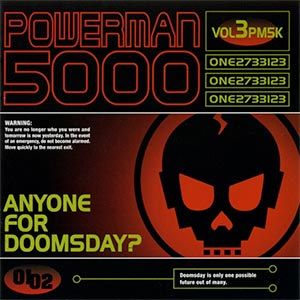 POWERMAN
5000
VOL3PM5K
ONE2733123
ONE2733123
ONE2733123
WARNING:
You are no longer who you were and
tomorrow is now yesterday. In the event
of an emergency, do not become alarmed.
Move quickly to the nearest exit.
ANYONE
FOR
DOOMSDAY?
0b02
Doomsday is only one possible
future out of many.